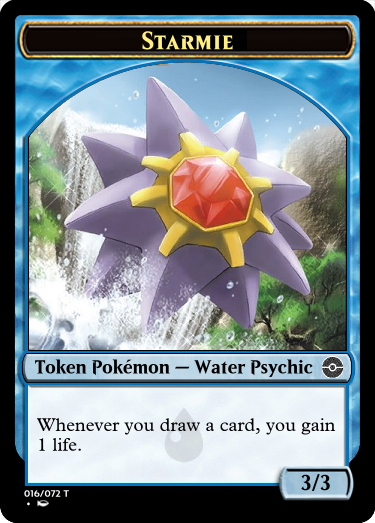 STARMIE
Token Pokémon — Water Psychic
Whenever you draw a card, you gain
1 life.
3/3
016/072 T